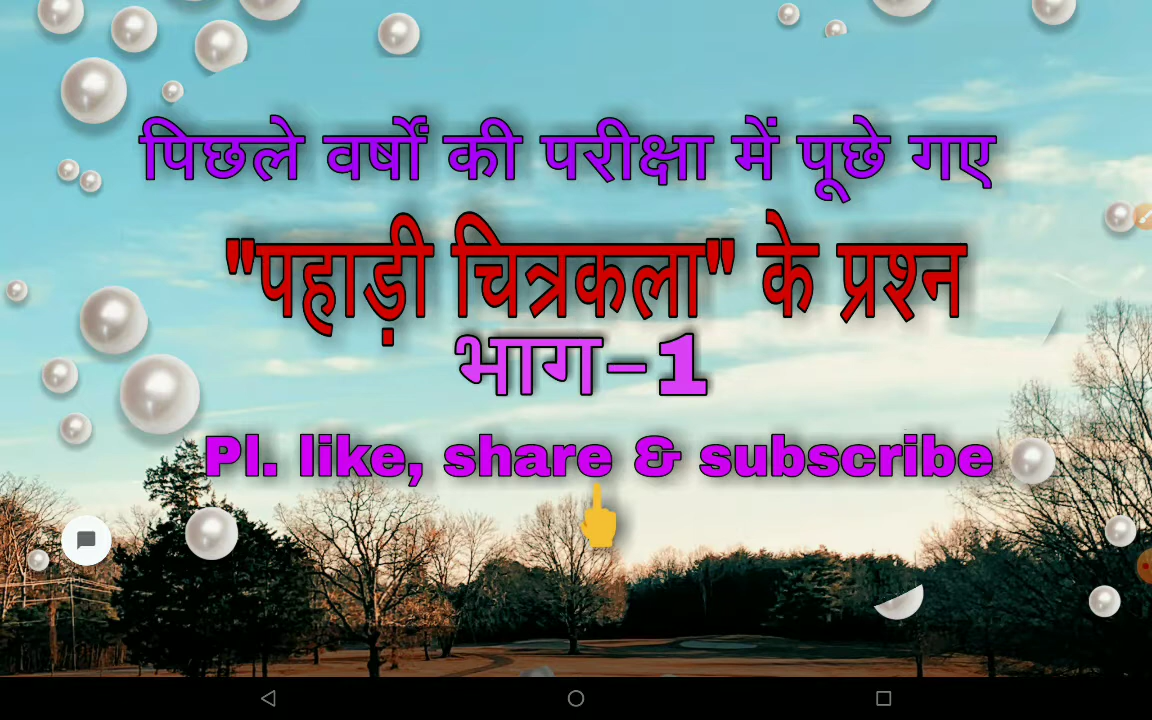 पिछले वर्षों की परीक्षा में पूछे गए
"पहाड़ी चित्रकला" के प्रश्न
भाग-1
Pl. like, share & subscribe